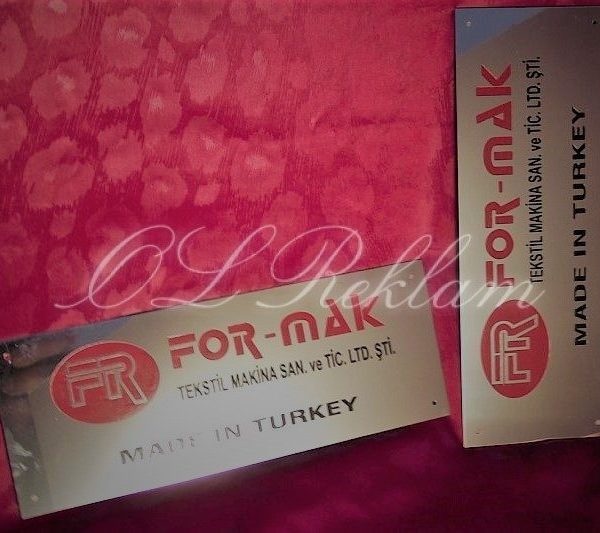 FOR-MAK
TEKSTİL MAKİNA SAN. ve TİC. LTD. ŞTİ.
MADE IN TURKEY
FR
OL Reklam
FR
FOR-MAK
TEKSTİL MAKİNA SAN. ve TİC. LTD. ŞTİ.
MADE IN TURKEY